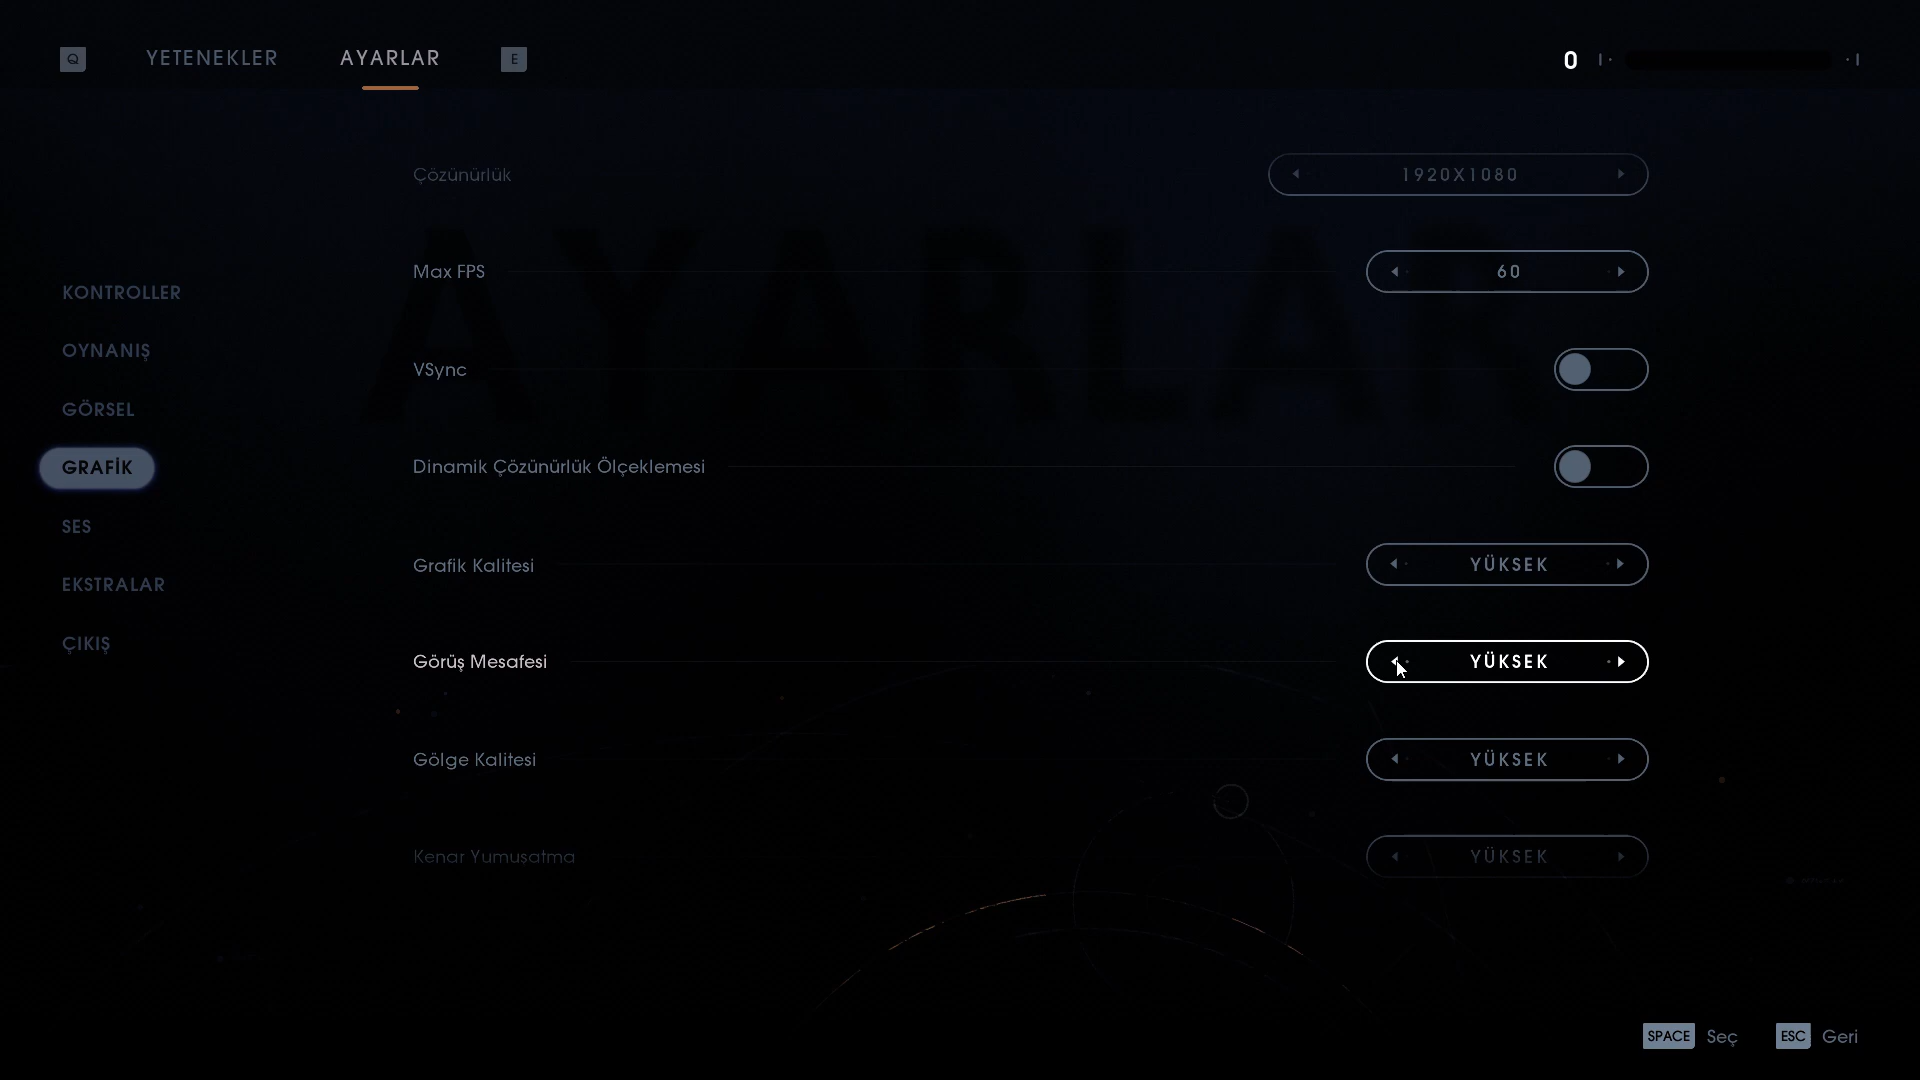 Q YETENEKLER AYARLAR E 0
AYARLAR
Çözünürlük 1920X1080
Max FPS 60
VSync
Dinamik Çözünürlük Ölçeklemesi
Grafik Kalitesi YÜKSEK
Görüş Mesafesi YÜKSEK
Gölge Kalitesi YÜKSEK
Kenar Yumuşatma YÜKSEK
KONTROLLER
OYNANIŞ
GÖRSEL
GRAFİK
SES
EKSTRALAR
ÇIKIŞ
SPACE Seç ESC Geri